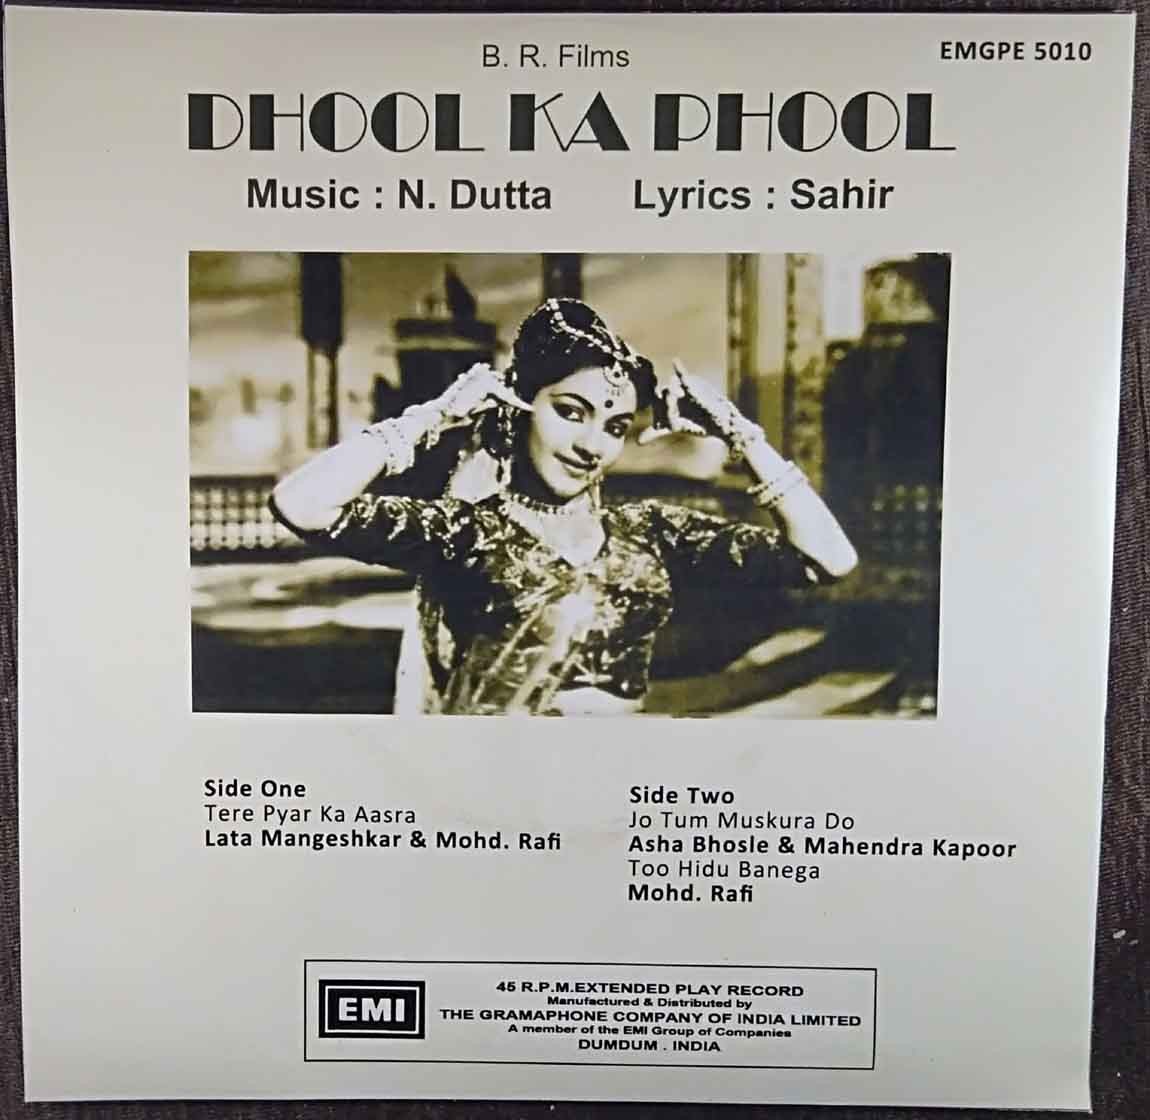 B. R. Films
EMGPE 5010
DHOOL KA PHOOL
Music : N. Dutta Lyrics : Sahir
Side One
Tere Pyar Ka Aasra
Lata Mangeshkar & Mohd. Rafi
Side Two
Jo Tum Muskura Do
Asha Bhosle & Mahendra Kapoor
Too Hidu Banega
Mohd. Rafi
EMI
45 R.P.M.EXTENDED PLAY RECORD
Manufactured & Distributed by
THE GRAMAPHONE COMPANY OF INDIA LIMITED
A member of the EMI Group of Companies
DUMDUM . INDIA